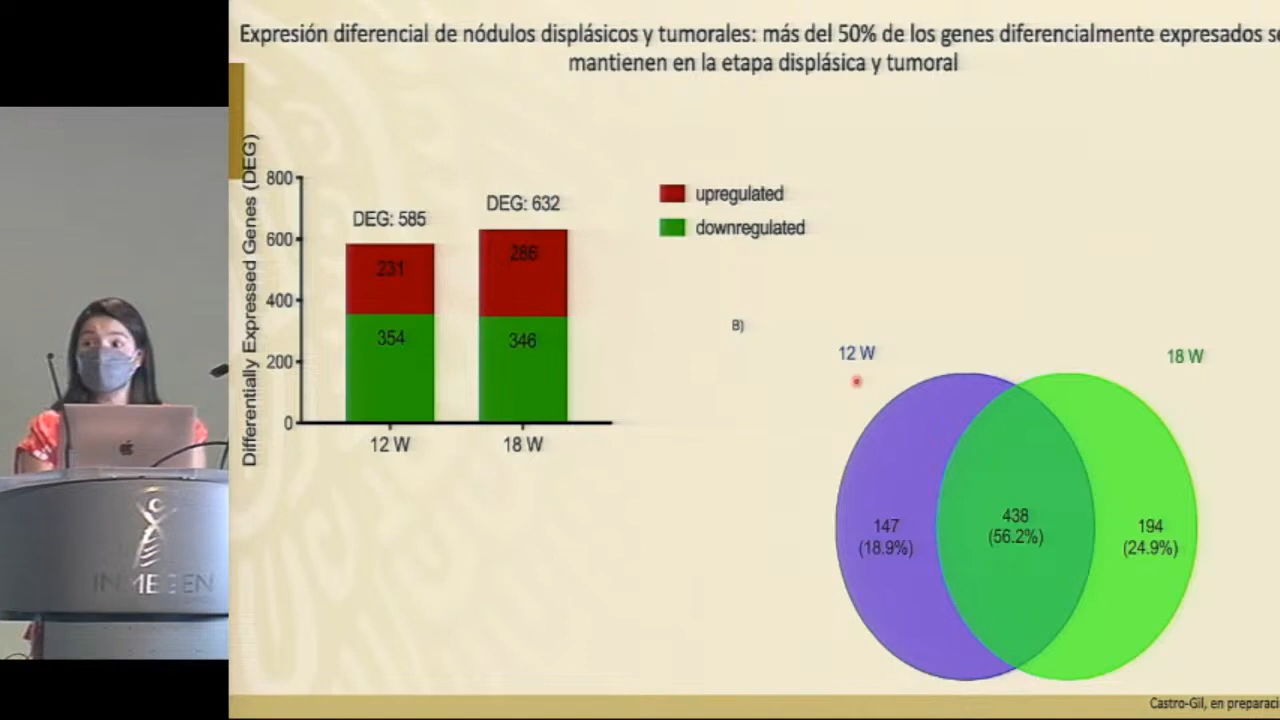 Expresión diferencial de nódulos displásicos y tumorales: más del 50% de los genes diferencialmente expresados se
mantienen en la etapa displásica y tumoral
Differentially Expressed Genes (DEG)
800
600
400
200
0
DEG: 585
DEG: 632
231
286
354
346
12 W
18 W
upregulated
downregulated
B)
12 W
18 W
147
(18.9%)
438
(56.2%)
194
(24.9%)
INMEGEN
Castro-Gil, en preparaci